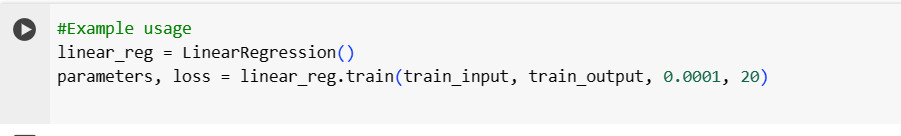 #Example usage
linear_reg = LinearRegression()
parameters, loss = linear_reg.train(train_input, train_output, 0.0001, 20)